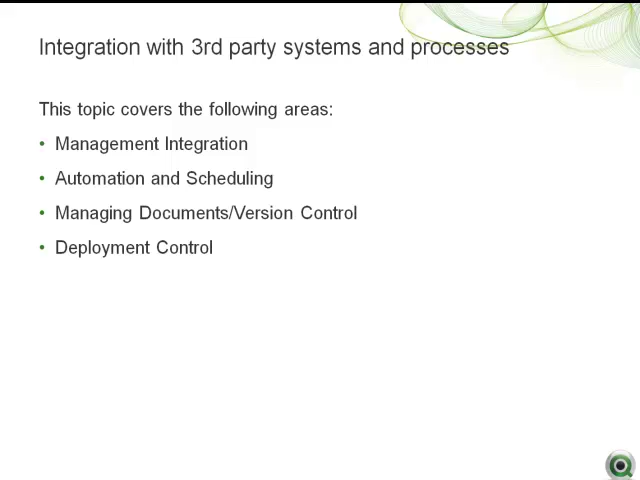 Integration with 3rd party systems and processes
This topic covers the following areas:
• Management Integration
• Automation and Scheduling
• Managing Documents/Version Control
• Deployment Control